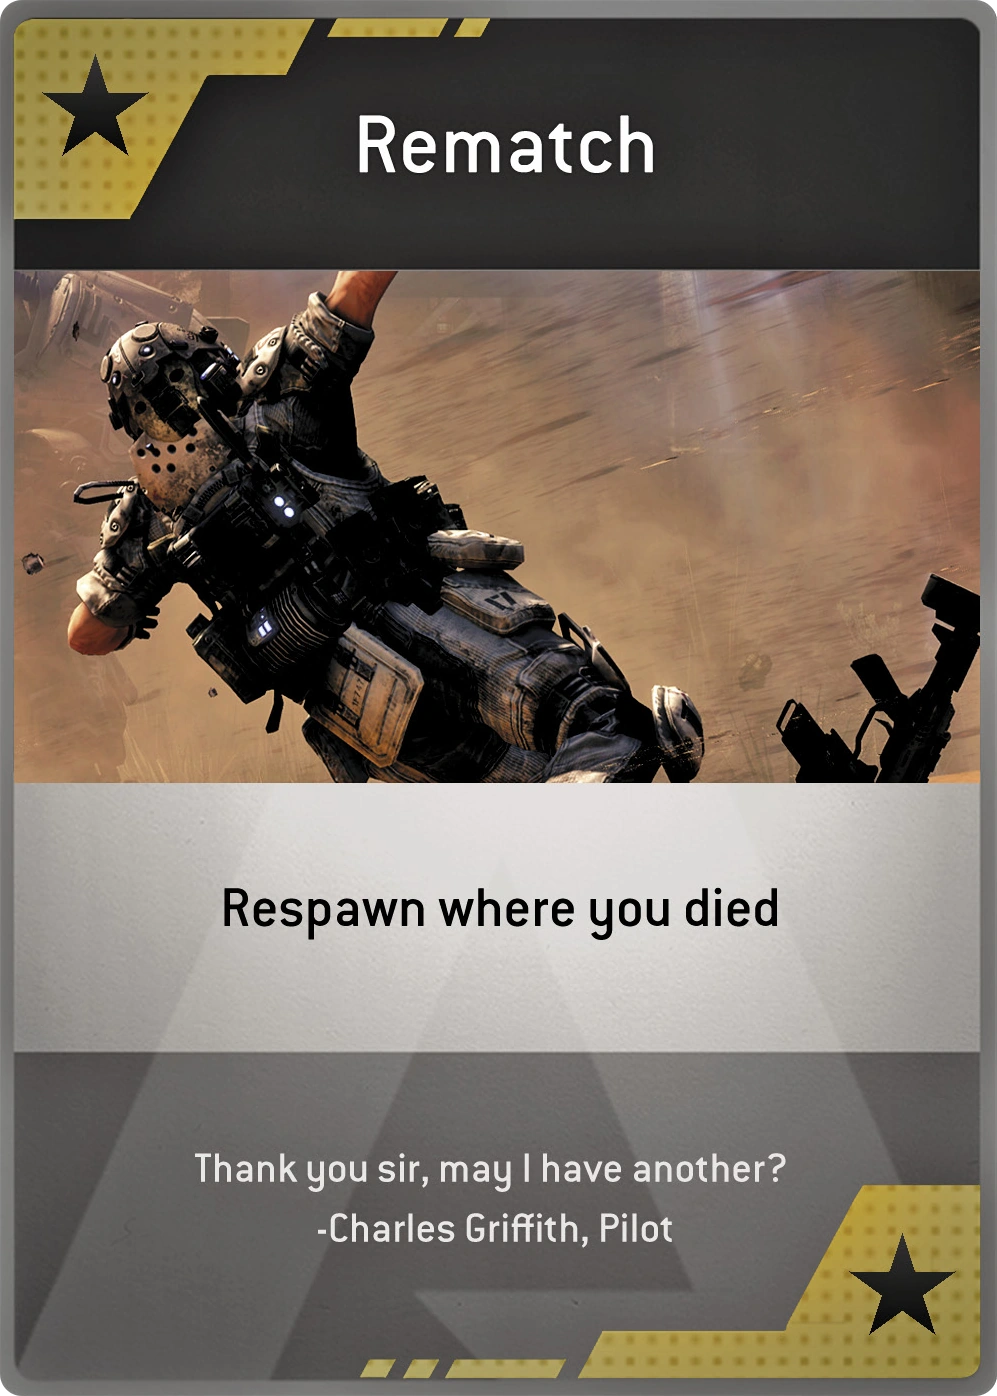 Rematch
Respawn where you died
Thank you sir, may I have another?
-Charles Griffith, Pilot